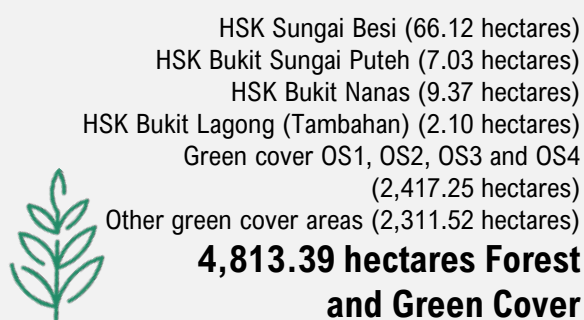 HSK Sungai Besi (66.12 hectares)
HSK Bukit Sungai Puteh (7.03 hectares)
HSK Bukit Nanas (9.37 hectares)
HSK Bukit Lagong (Tambahan) (2.10 hectares)
Green cover OS1, OS2, OS3 and OS4
(2,417.25 hectares)
Other green cover areas (2,311.52 hectares)
4,813.39 hectares Forest
and Green Cover